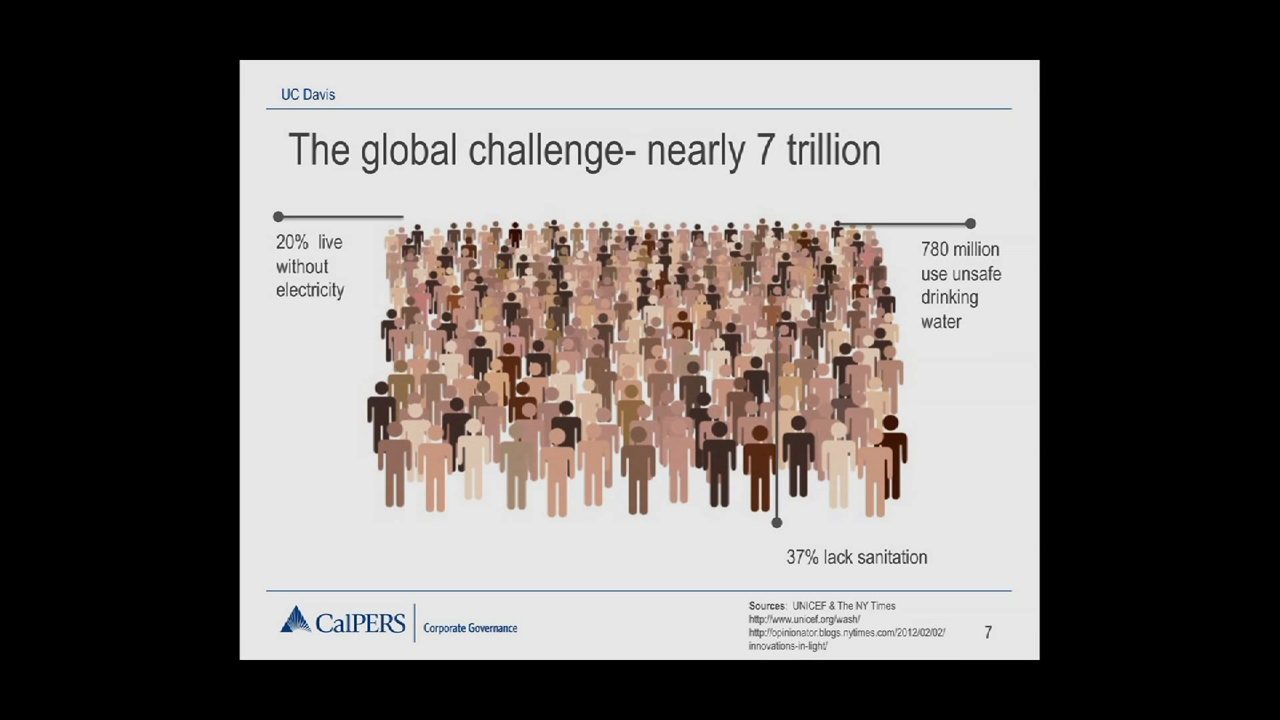 UC Davis
The global challenge- nearly 7 trillion
20% live
without
electricity
780 million
use unsafe
drinking
water
37% lack sanitation
CalPERS
Corporate Governance
Sources: UNICEF & The NY Times
http://www.unicef.org/wash/
http://opinionator.blogs.nytimes.com/2012/02/02/
innovations-in-light/
7